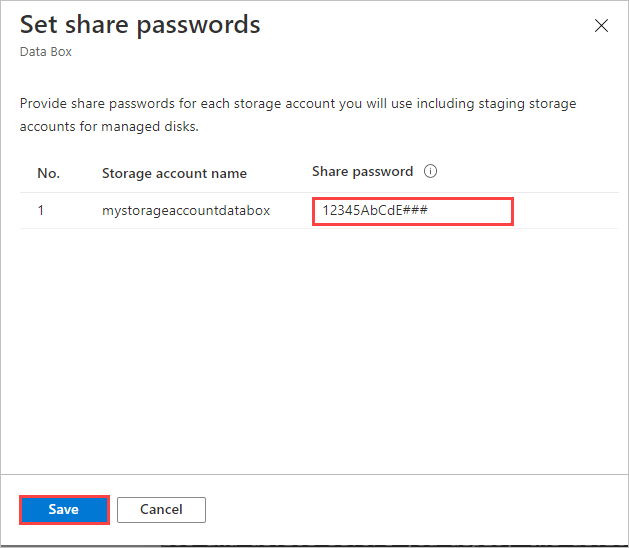 Set share passwords
Data Box
Provide share passwords for each storage account you will use including staging storage
accounts for managed disks.
No. Storage account name Share password
1 mystorageaccountdatabox 12345AbCdE###
Save Cancel